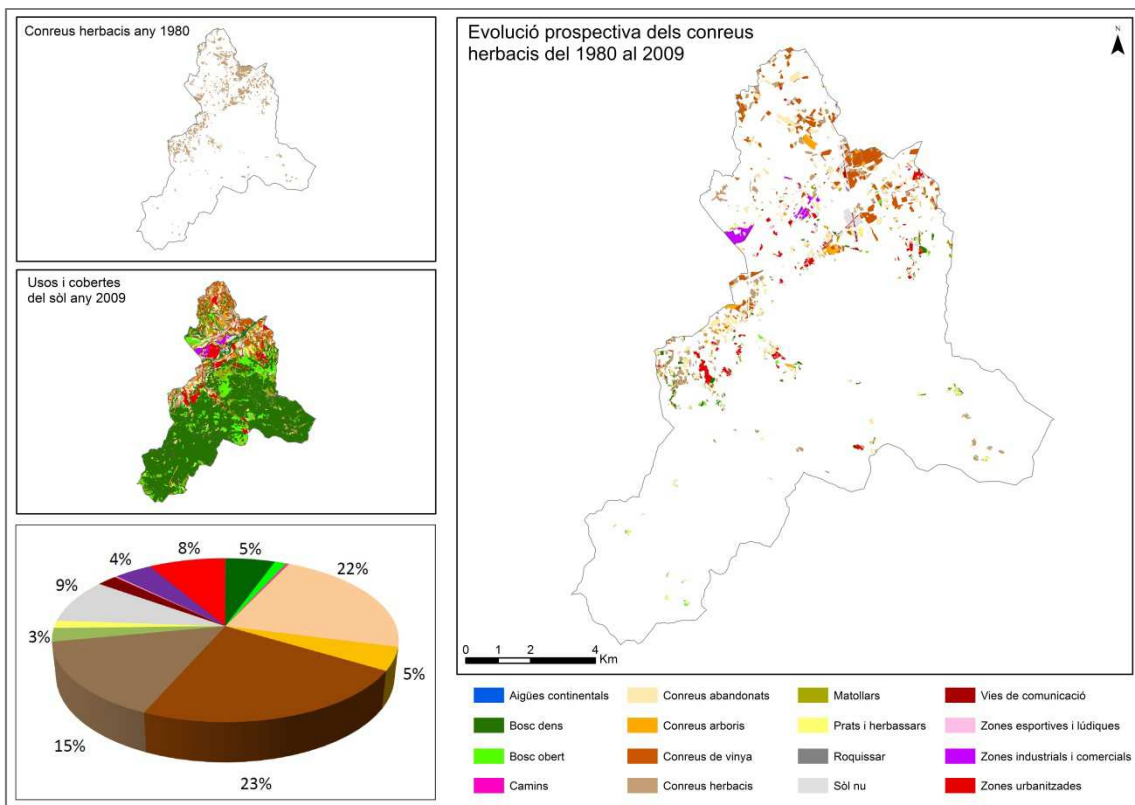 Conreus herbacis any 1980
Usos i cobertes
del sòl any 2009
Evolució prospectiva dels conreus
herbacis del 1980 al 2009
N
0 1 2 4
Km
5%
22%
5%
23%
15%
3%
9%
4%
8%
Aigües continentals
Bosc dens
Bosc obert
Camins
Conreus abandonats
Conreus arboris
Conreus de vinya
Conreus herbacis
Matollars
Prats i herbassars
Roquissar
Sòl nu
Vies de comunicació
Zones esportives i lúdiques
Zones industrials i comercials
Zones urbanitzades